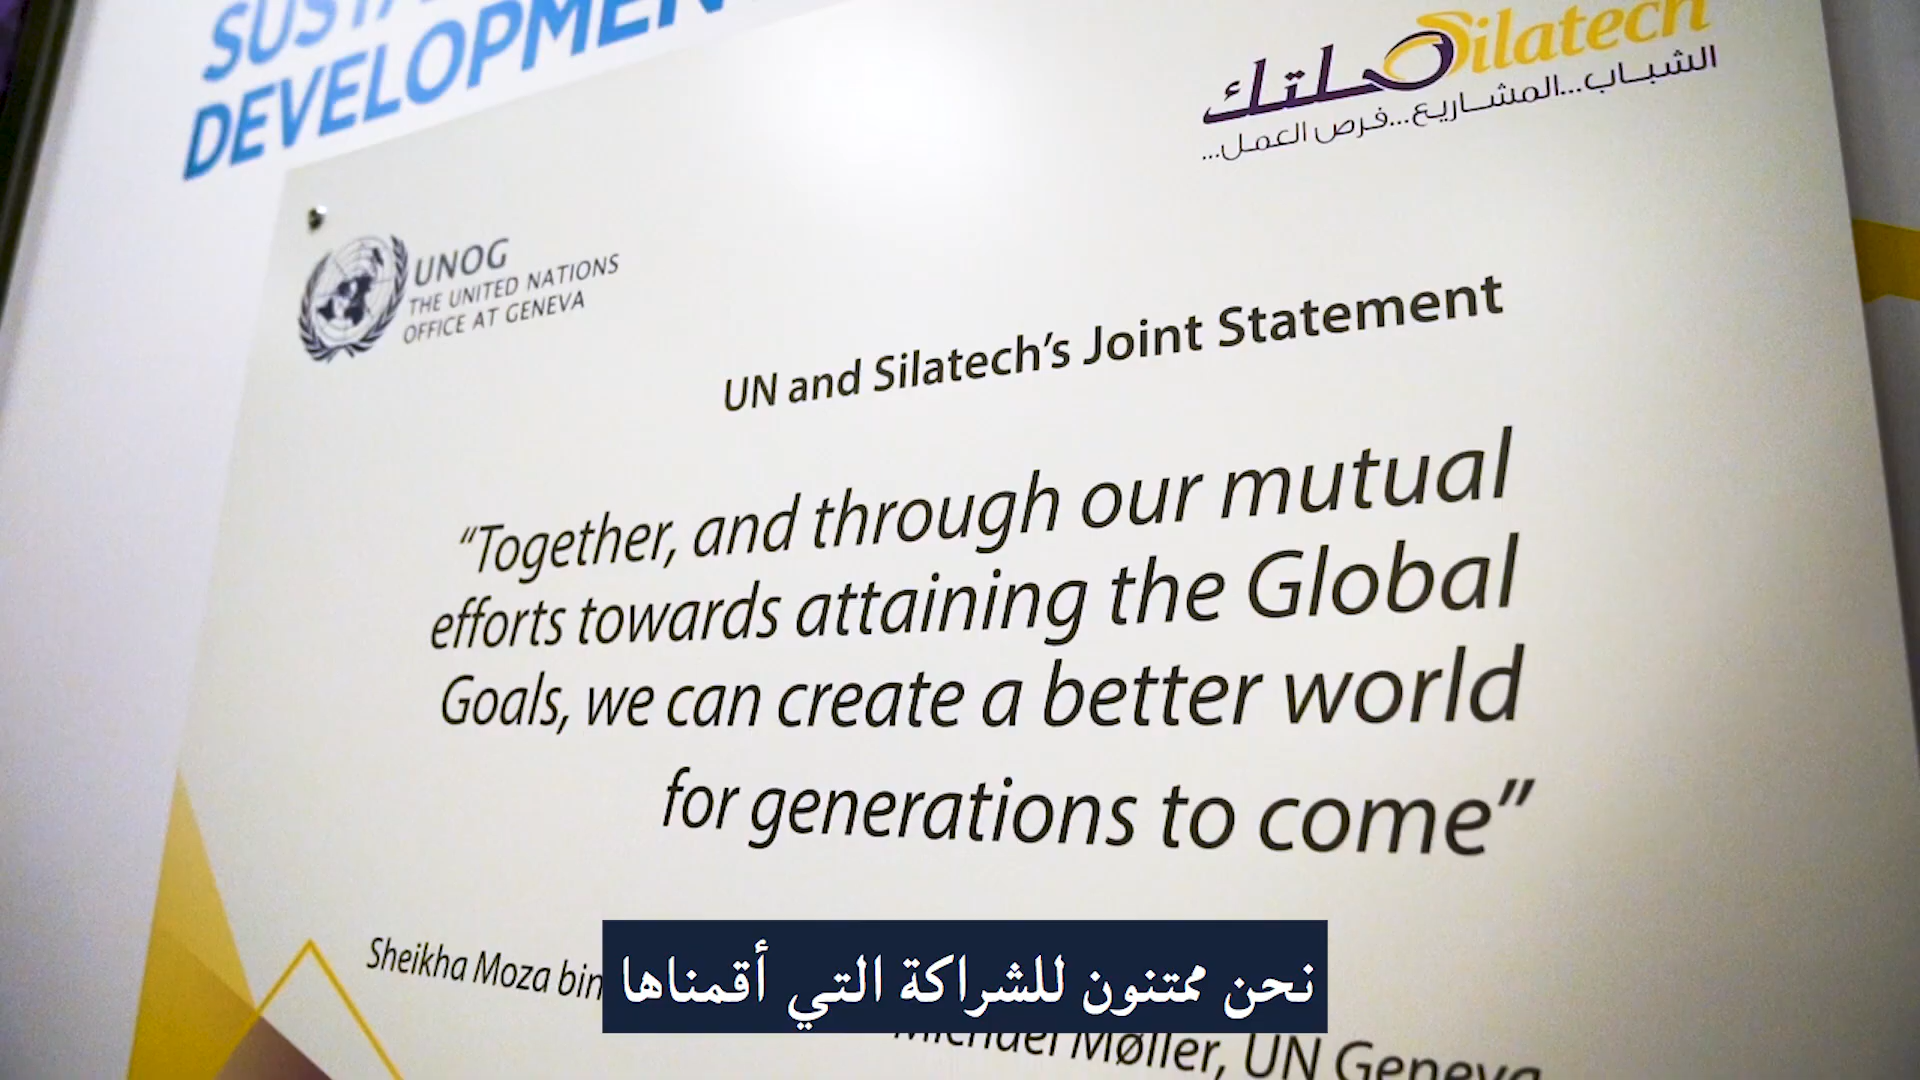 DEVELOPMEN
Silatech
صلتك
الشباب...المشاريع...فرص العمل...
UNOG
THE UNITED NATIONS
OFFICE AT GENEVA
UN and Silatech's Joint Statement
“Together, and through our mutual
efforts towards attaining the Global
Goals, we can create a better world
for generations to come”
Sheikha Moza bin
نحن ممتنون للشراكة التي أقمناها
Michael Møller, UN Geneva